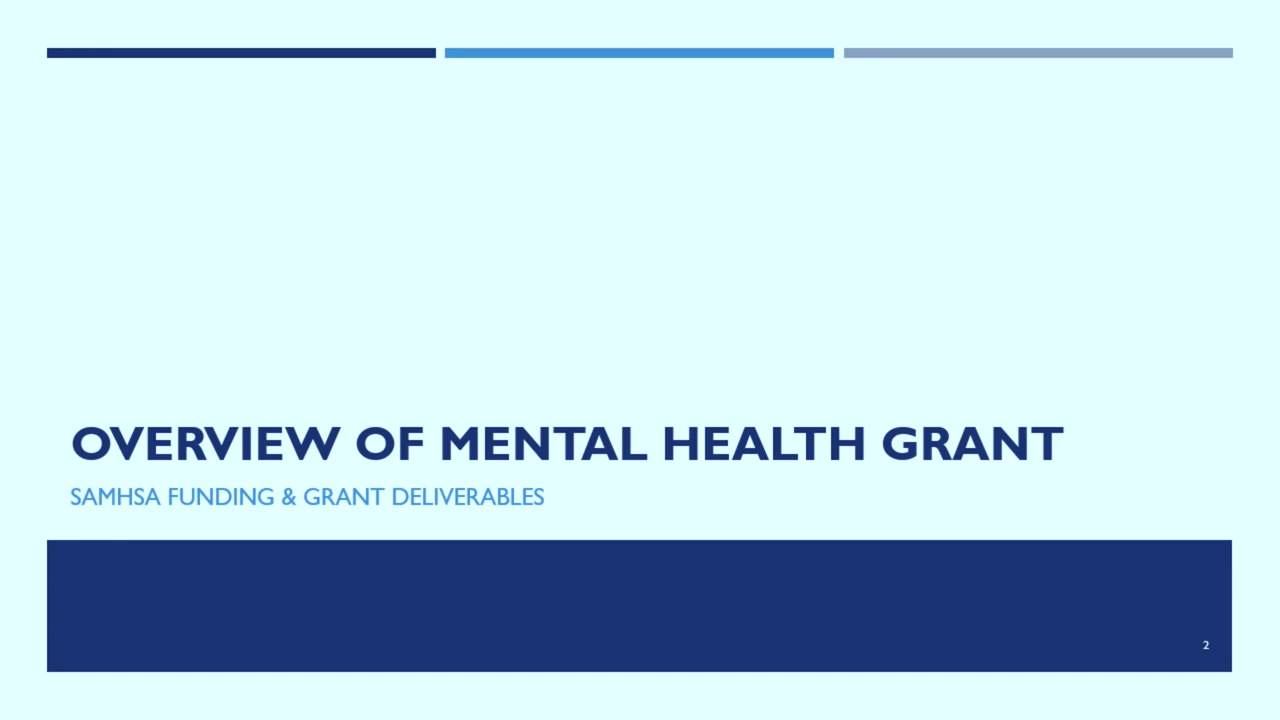 OVERVIEW OF MENTAL HEALTH GRANT
SAMHSA FUNDING & GRANT DELIVERABLES
2